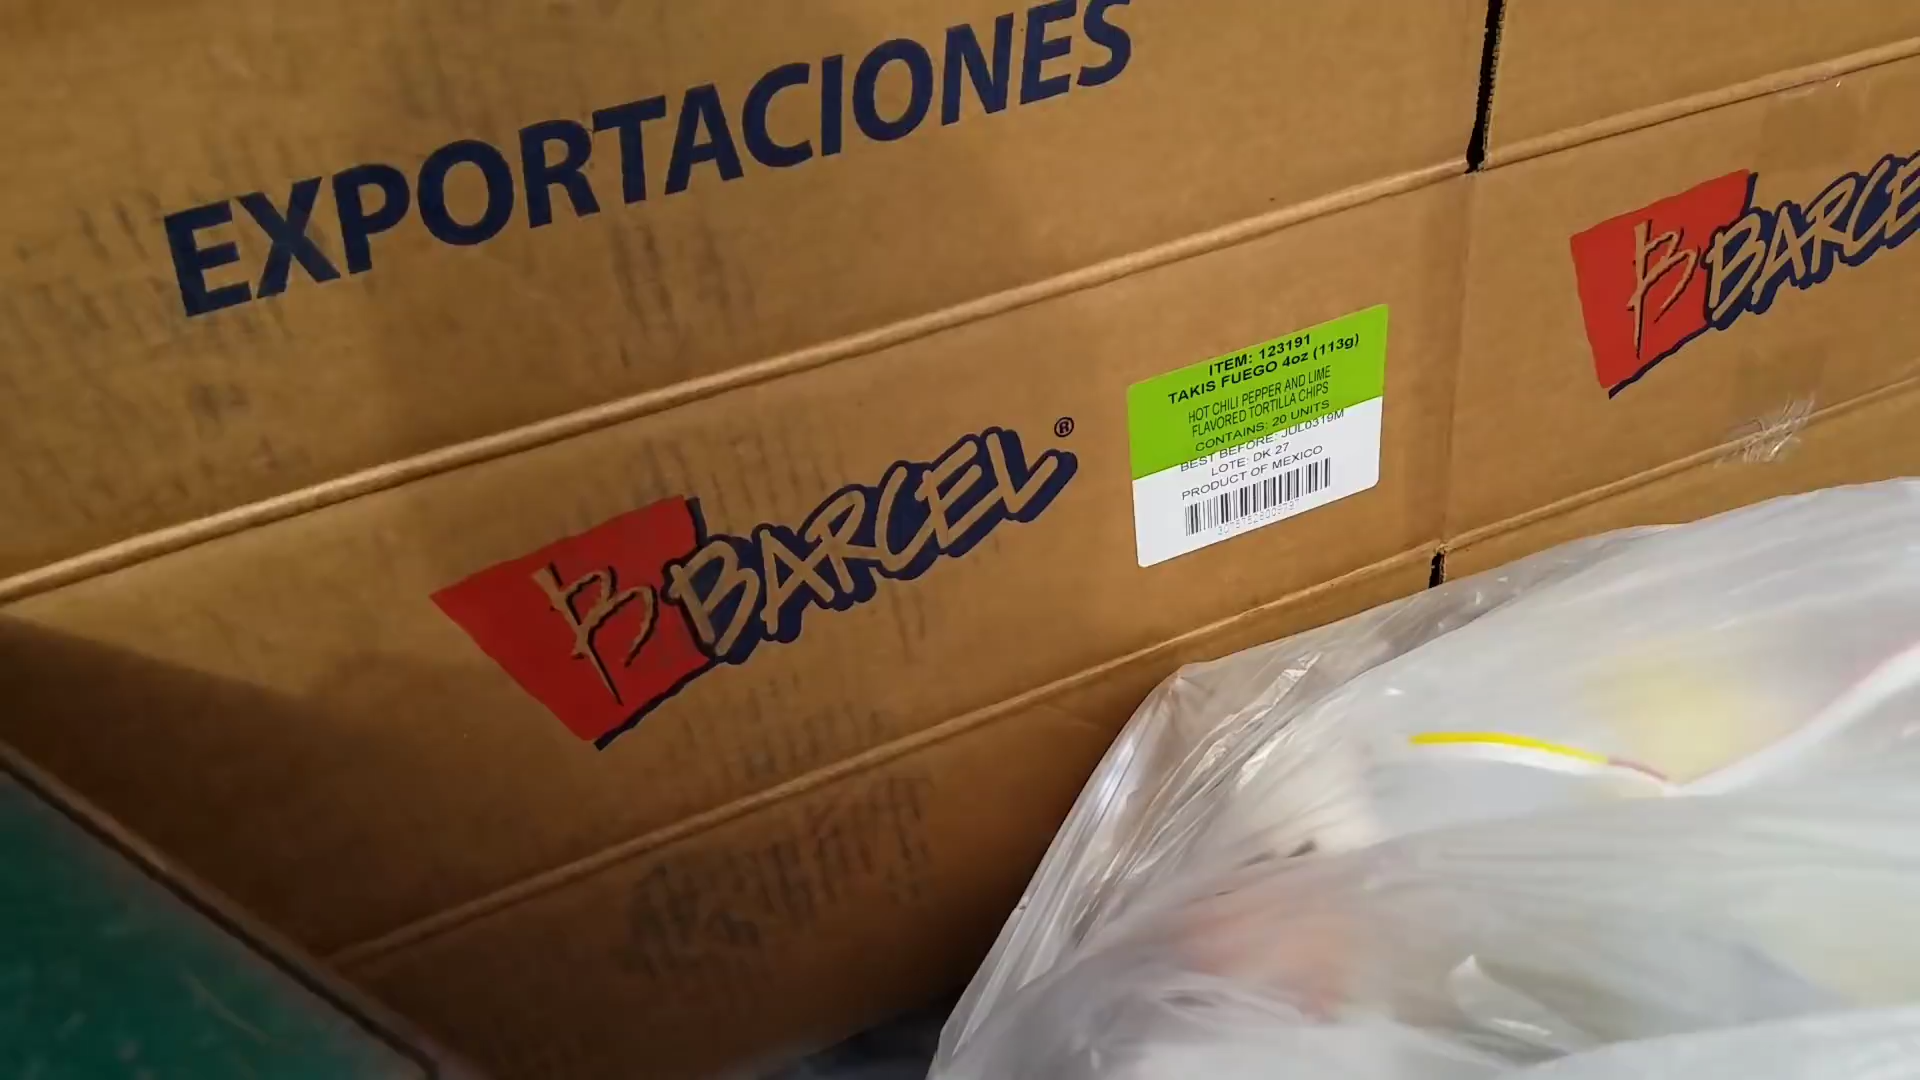 EXPORTACIONES
B BARCEL®
ITEM: 123191
TAKIS FUEGO 4oz (113g)
HOT CHILI PEPPER AND LIME
FLAVORED TORTILLA CHIPS
CONTAINS: 20 UNITS
BEST BEFORE: JUL0319M
LOTE: DK 27
PRODUCT OF MEXICO
B BARCE